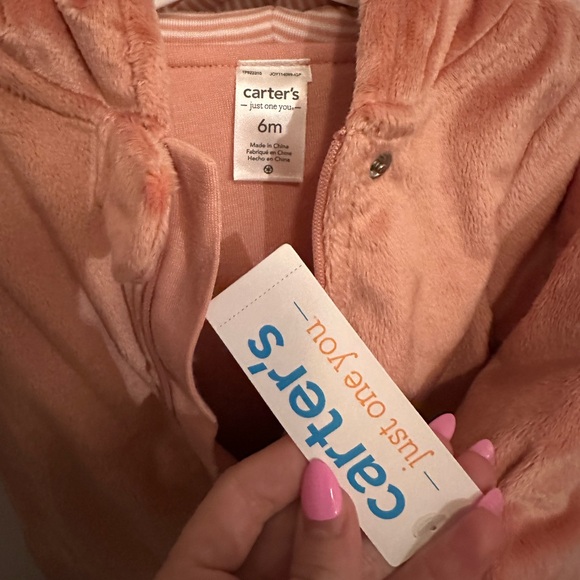 carter's
— just one you. —
6m
Made in China
Fabriqué en Chine
Hecho en China
carter's
— just one you. —